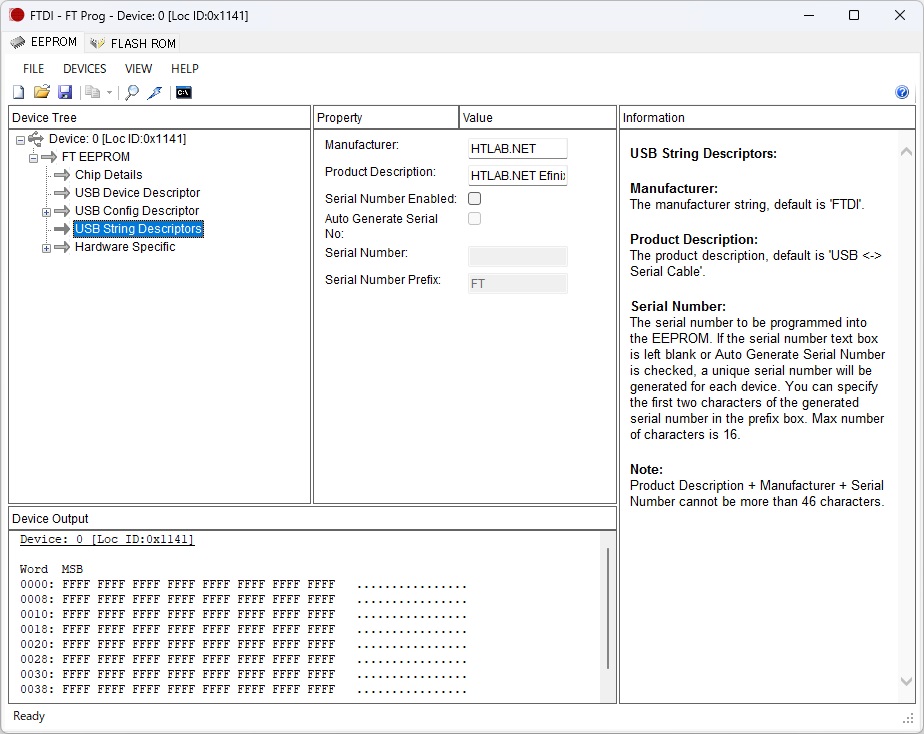 FTDI - FT Prog - Device: 0 [Loc ID:0x1141]
EEPROM FLASH ROM
FILE DEVICES VIEW HELP
C:\
?
Device Tree
Device: 0 [Loc ID:0x1141]
FT EEPROM
Chip Details
USB Device Descriptor
USB Config Descriptor
USB String Descriptors
Hardware Specific
Property Value
Manufacturer: HTLAB.NET
Product Description: HTLAB.NET Efini
Serial Number Enabled:
Auto Generate Serial
No:
Serial Number:
Serial Number Prefix: FT
Information
USB String Descriptors:
Manufacturer:
The manufacturer string, default is 'FTDI'.
Product Description:
The product description, default is 'USB <->
Serial Cable'.
Serial Number:
The serial number to be programmed into
the EEPROM. If the serial number text box
is left blank or Auto Generate Serial Number
is checked, a unique serial number will be
generated for each device. You can specify
the first two characters of the generated
serial number in the prefix box. Max number
of characters is 16.
Note:
Product Description + Manufacturer + Serial
Number cannot be more than 46 characters.
Device Output
Device: 0 [Loc ID:0x1141]
Word MSB
0000: FFFF FFFF FFFF FFFF FFFF FFFF FFFF FFFF ................
0008: FFFF FFFF FFFF FFFF FFFF FFFF FFFF FFFF ................
0010: FFFF FFFF FFFF FFFF FFFF FFFF FFFF FFFF ................
0018: FFFF FFFF FFFF FFFF FFFF FFFF FFFF FFFF ................
0020: FFFF FFFF FFFF FFFF FFFF FFFF FFFF FFFF ................
0028: FFFF FFFF FFFF FFFF FFFF FFFF FFFF FFFF ................
0030: FFFF FFFF FFFF FFFF FFFF FFFF FFFF FFFF ................
0038: FFFF FFFF FFFF FFFF FFFF FFFF FFFF FFFF ................
Ready